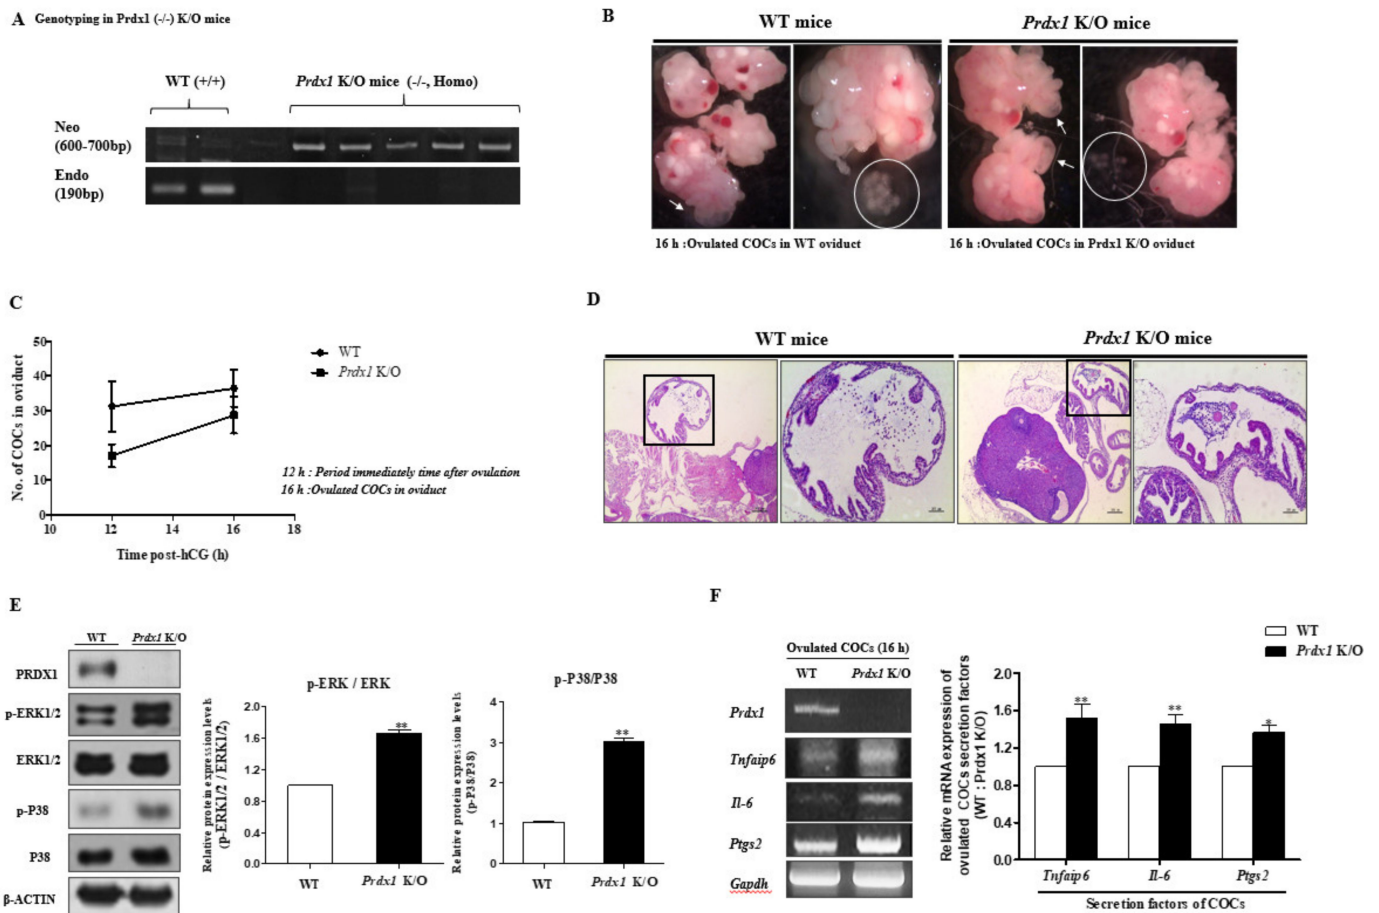 A Genotyping in Prdx1 (-/-) K/O mice
WT (+/+)
Prdx1 K/O mice (-/-, Homo)
Neo
(600-700bp)
Endo
(190bp)
B
WT mice
Prdx1 K/O mice
16 h :Ovulated COCs in WT oviduct
16 h :Ovulated COCs in Prdx1 K/O oviduct
C
No. of COCs in oviduct
50
40
30
20
10
0
10
12
14
16
18
Time post-hCG (h)
WT
Prdx1 K/O
12 h : Period immediately time after ovulation
16 h :Ovulated COCs in oviduct
D
WT mice
Prdx1 K/O mice
E
WT
Prdx1 K/O
PRDX1
p-ERK1/2
ERK1/2
p-P38
P38
β-ACTIN
p-ERK / ERK
Relative protein expression levels
(p-ERK1/2 / ERK1/2)
2.0
1.6
1.2
0.8
0.4
0.0
**
WT
Prdx1 K/O
p-P38/P38
Relative protein expression levels
(p-P38/P38)
4
3
2
1
0
**
WT
Prdx1 K/O
F
Ovulated COCs (16 h)
WT
Prdx1 K/O
Prdx1
Tnfaip6
Il-6
Ptgs2
Gapdh
WT
Prdx1 K/O
Relative mRNA expression of
ovulated COCs secretion factors
(WT : Prdx1 K/O)
2.0
1.6
1.2
0.8
0.4
0.0
**
**
*
Tnfaip6
Il-6
Ptgs2
Secretion factors of COCs